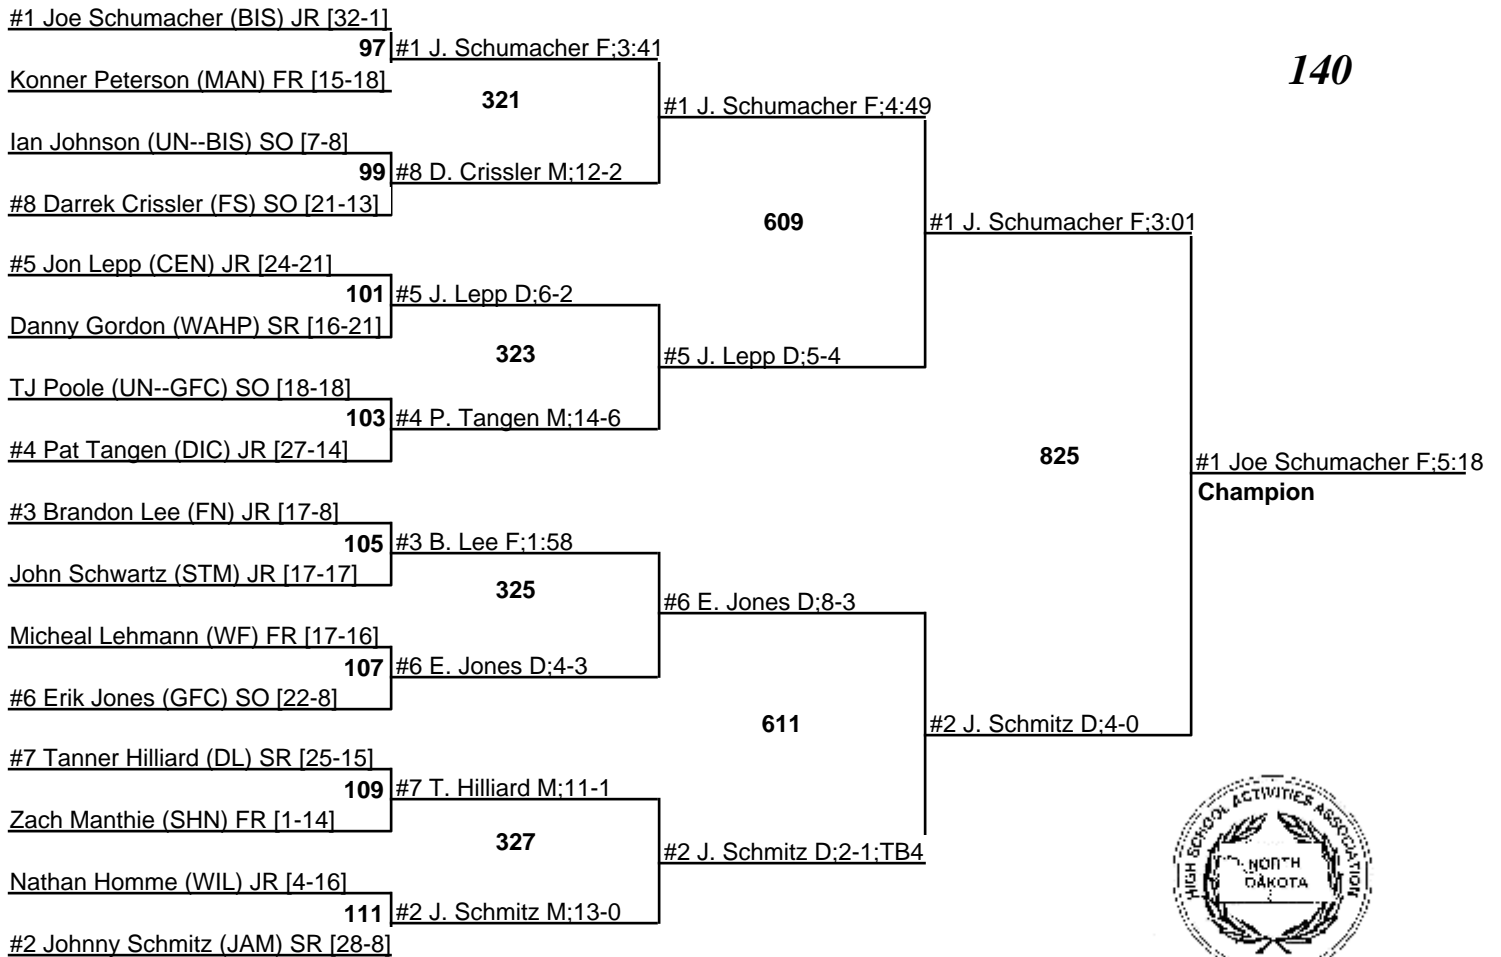 #1 Joe Schumacher (BIS) JR [32-1]
97 #1 J. Schumacher F;3:41
Konner Peterson (MAN) FR [15-18]
140
321
#1 J. Schumacher F;4:49
Ian Johnson (UN--BIS) SO [7-8]
99 #8 D. Crissler M;12-2
#8 Darrek Crissler (FS) SO [21-13]
609
#1 J. Schumacher F;3:01
#5 Jon Lepp (CEN) JR [24-21]
101 #5 J. Lepp D;6-2
Danny Gordon (WAHP) SR [16-21]
323
#5 J. Lepp D;5-4
TJ Poole (UN--GFC) SO [18-18]
103 #4 P. Tangen M;14-6
#4 Pat Tangen (DIC) JR [27-14]
825
#1 Joe Schumacher F;5:18
Champion
#3 Brandon Lee (FN) JR [17-8]
105 #3 B. Lee F;1:58
John Schwartz (STM) JR [17-17]
325
#6 E. Jones D;8-3
Micheal Lehmann (WF) FR [17-16]
107 #6 E. Jones D;4-3
#6 Erik Jones (GFC) SO [22-8]
611
#2 J. Schmitz D;4-0
#7 Tanner Hilliard (DL) SR [25-15]
109 #7 T. Hilliard M;11-1
Zach Manthie (SHN) FR [1-14]
327
#2 J. Schmitz D;2-1;TB4
Nathan Homme (WIL) JR [4-16]
111 #2 J. Schmitz M;13-0
#2 Johnny Schmitz (JAM) SR [28-8]
HIGH SCHOOL ACTIVITIES ASSOCIATION
NORTH
DAKOTA